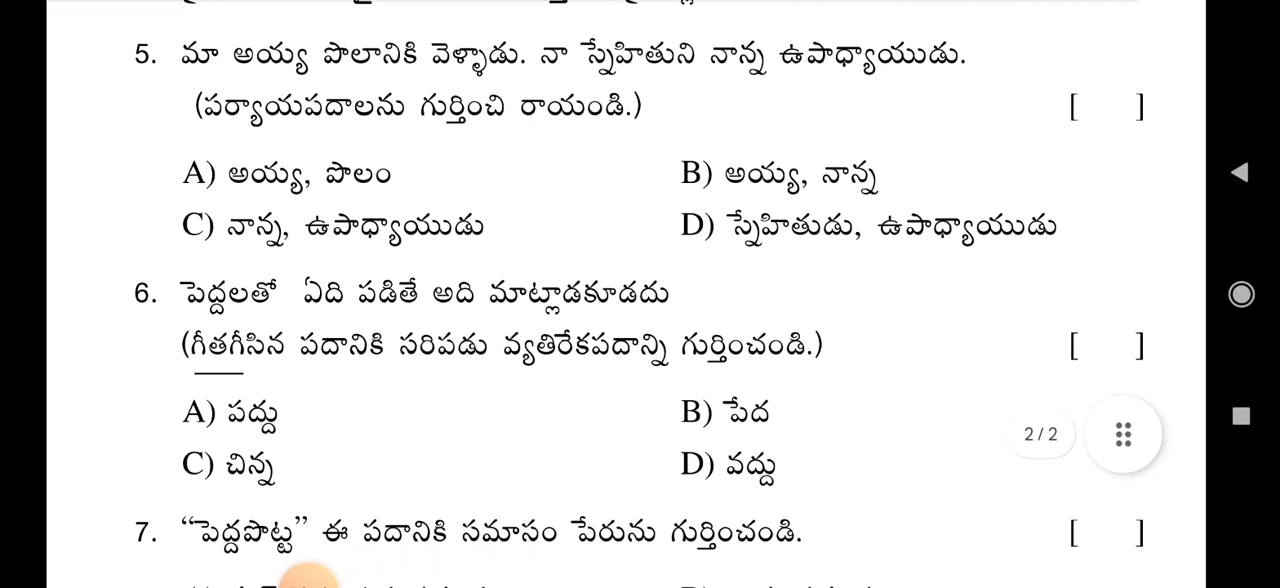 5. మా అయ్య పొలానికి వెళ్ళాడు. నా స్నేహితుని నాన్న ఉపాధ్యాయుడు.
(పర్యాయపదాలను గుర్తించి రాయండి.) [ ]
A) అయ్య, పొలం B) అయ్య, నాన్న
C) నాన్న, ఉపాధ్యాయుడు D) స్నేహితుడు, ఉపాధ్యాయుడు
6. పెద్దలతో ఏది పడితే అది మాట్లాడకూడదు
(గీతగీసిన పదానికి సరిపడు వ్యతిరేకపదాన్ని గుర్తించండి.) [ ]
A) పద్దు B) పేద
2/2
C) చిన్న D) వద్దు
7. “పెద్దపొట్ట” ఈ పదానికి సమాసం పేరును గుర్తించండి. [ ]